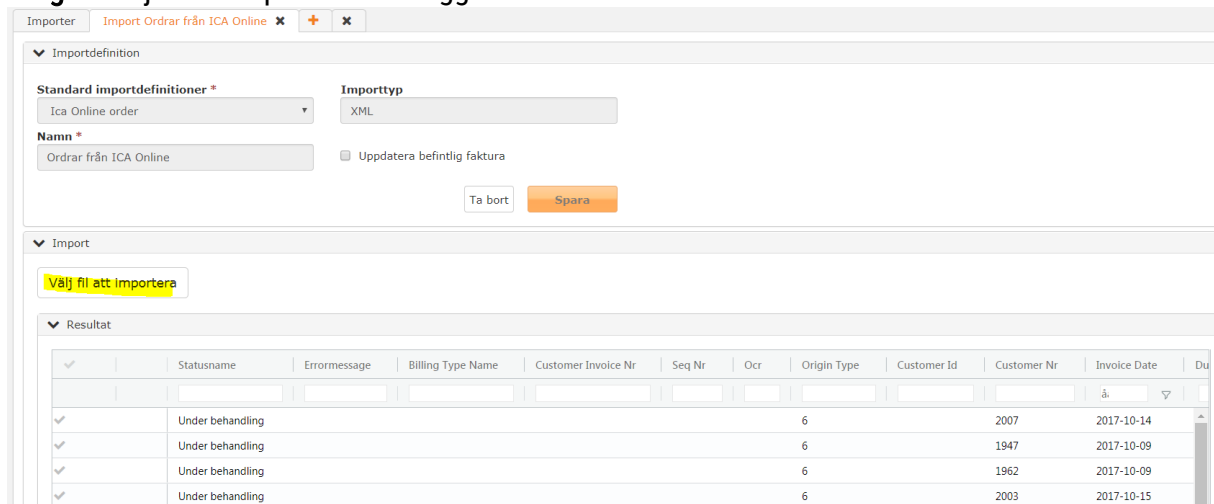 Importer Import Ordrar från ICA Online ✖ + ✖
Importdefinition
Standard importdefinitioner * Importtyp
Ica Online order XML
Namn *
Ordrar från ICA Online Uppdatera befintlig faktura
Ta bort Spara
Import
Välj fil att importera
Resultat
Statusname Errormessage Billing Type Name Customer Invoice Nr Seq Nr Ocr Origin Type Customer Id Customer Nr Invoice Date Du
Under behandling 6 2007 2017-10-14
Under behandling 6 1947 2017-10-09
Under behandling 6 1962 2017-10-09
Under behandling 6 2003 2017-10-15